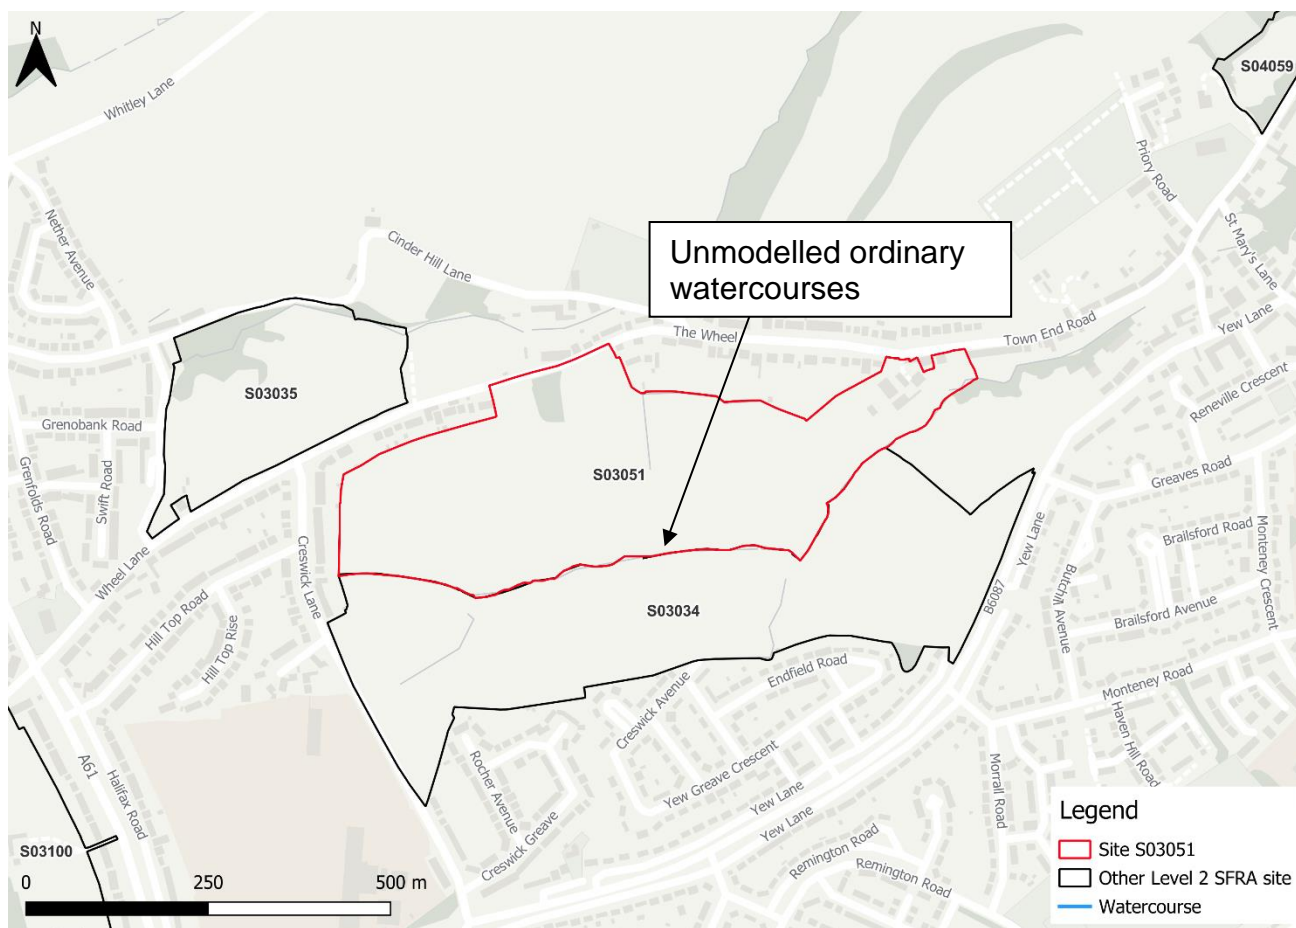 N
S04059
Whitley Lane
Priory Road
Nether Avenue
St Mary's Lane
Cinder Hill Lane
Unmodelled ordinary
watercourses
Yew Lane
The Wheel
Town End Road
S03035
Reneville Crescent
Grenobank Road
Swift Road
Grenfolds Road
S03051
Greaves Road
Wheel Lane
Creswick Lane
Yew Lane
Brailsford Road
Monteney Crescent
Hill Top Road
Hill Top Rise
S03034
B6087
Butchill Avenue
Brailsford Avenue
Endfield Road
Creswick Avenue
Monteney Road
Haven Hill Road
Rocher Avenue
Yew Greave Crescent
Morrall Road
A61
Halifax Road
Yew Lane
Yew Lane
Creswick Greave
Remington Road
Remington Road
S03100
0
250
500 m
Legend
Site S03051
Other Level 2 SFRA site
Watercourse